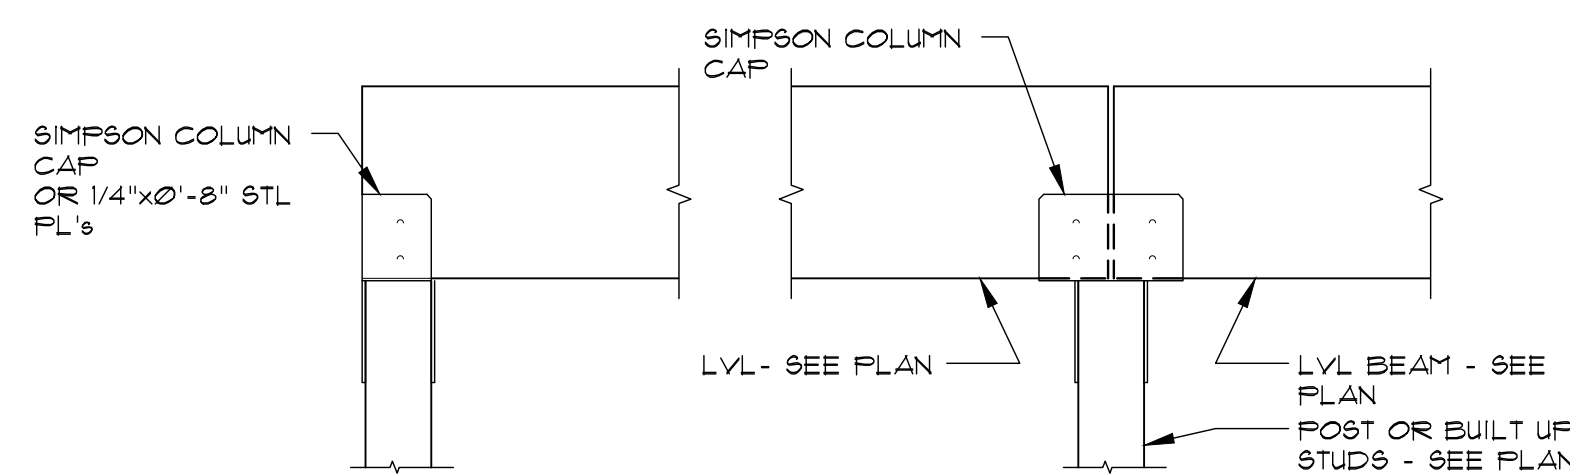 SIMPSON COLUMN
CAP
OR 1/4"xØ'-8" STL
PL's
SIMPSON COLUMN
CAP
LVL- SEE PLAN
LVL BEAM - SEE
PLAN
POST OR BUILT UP
STUDS - SEE PLAN